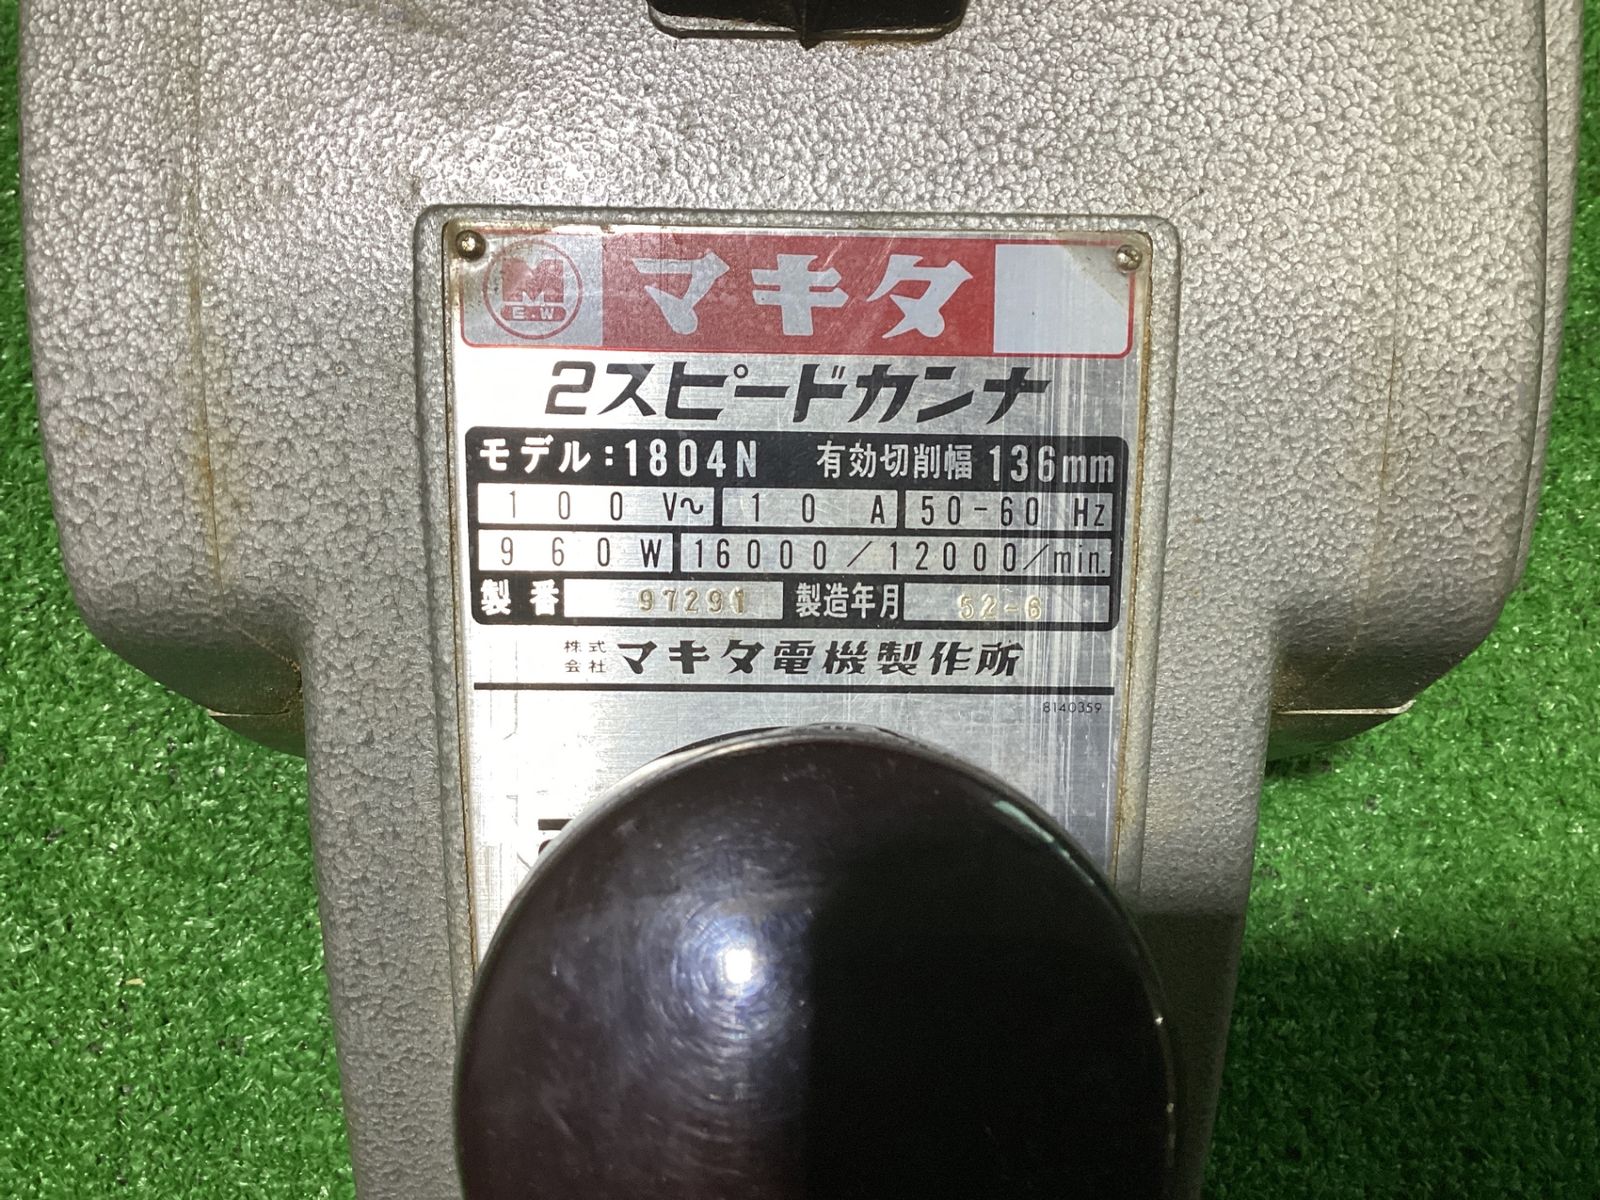 M
M
E.W
マキタ
2スピードカンナ
モデル:1804N 有効切削幅 136mm
100V~ 10A 50-60Hz
960W 16000/12000/min.
製番 97291 製造年月 52-6
株式会社 マキタ電機製作所
8140359